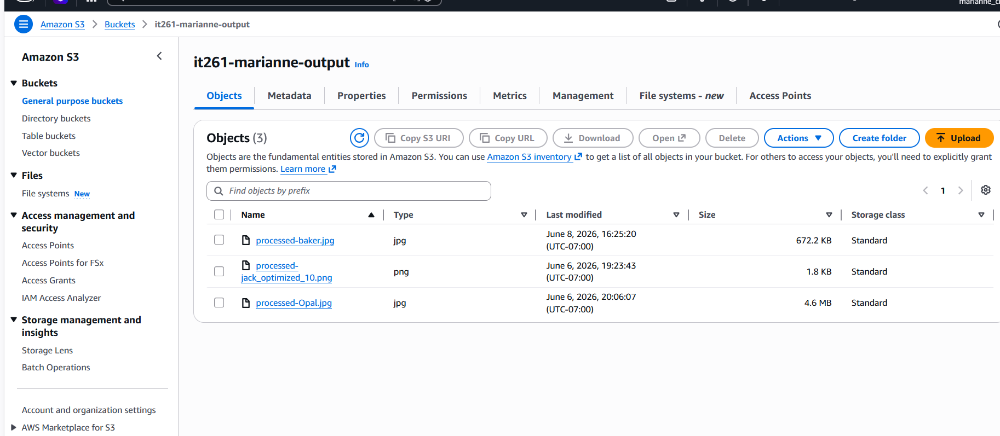 Amazon S3 > Buckets > it261-marianne-output
Amazon S3
Buckets
General purpose buckets
Directory buckets
Table buckets
Vector buckets
Files
File systems New
Access management and
security
Access Points
Access Points for FSx
Access Grants
IAM Access Analyzer
Storage management and
insights
Storage Lens
Batch Operations
Account and organization settings
AWS Marketplace for S3
it261-marianne-output Info
Objects Metadata Properties Permissions Metrics Management File systems - new Access Points
Objects (3) Copy S3 URI Copy URL Download Open Delete Actions Create folder Upload
Objects are the fundamental entities stored in Amazon S3. You can use Amazon S3 inventory to get a list of all objects in your bucket. For others to access your objects, you'll need to explicitly grant
them permissions. Learn more
Find objects by prefix
1
Name Type Last modified Size Storage class
processed-baker.jpg jpg June 8, 2026, 16:25:20 672.2 KB Standard
(UTC-07:00)
processed- png June 6, 2026, 19:23:43 1.8 KB Standard
jack_optimized_10.png (UTC-07:00)
processed-Opal.jpg jpg June 6, 2026, 20:06:07 4.6 MB Standard
(UTC-07:00)